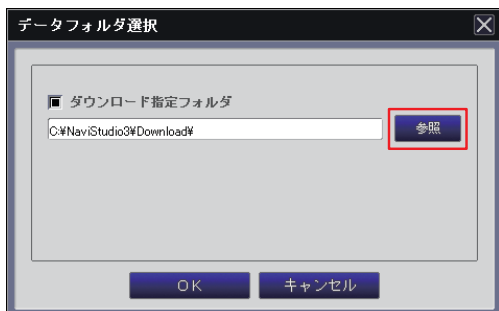 データフォルダ選択
ダウンロード指定フォルダ
C:¥NaviStudio3¥Download¥
参照
OK
キャンセル